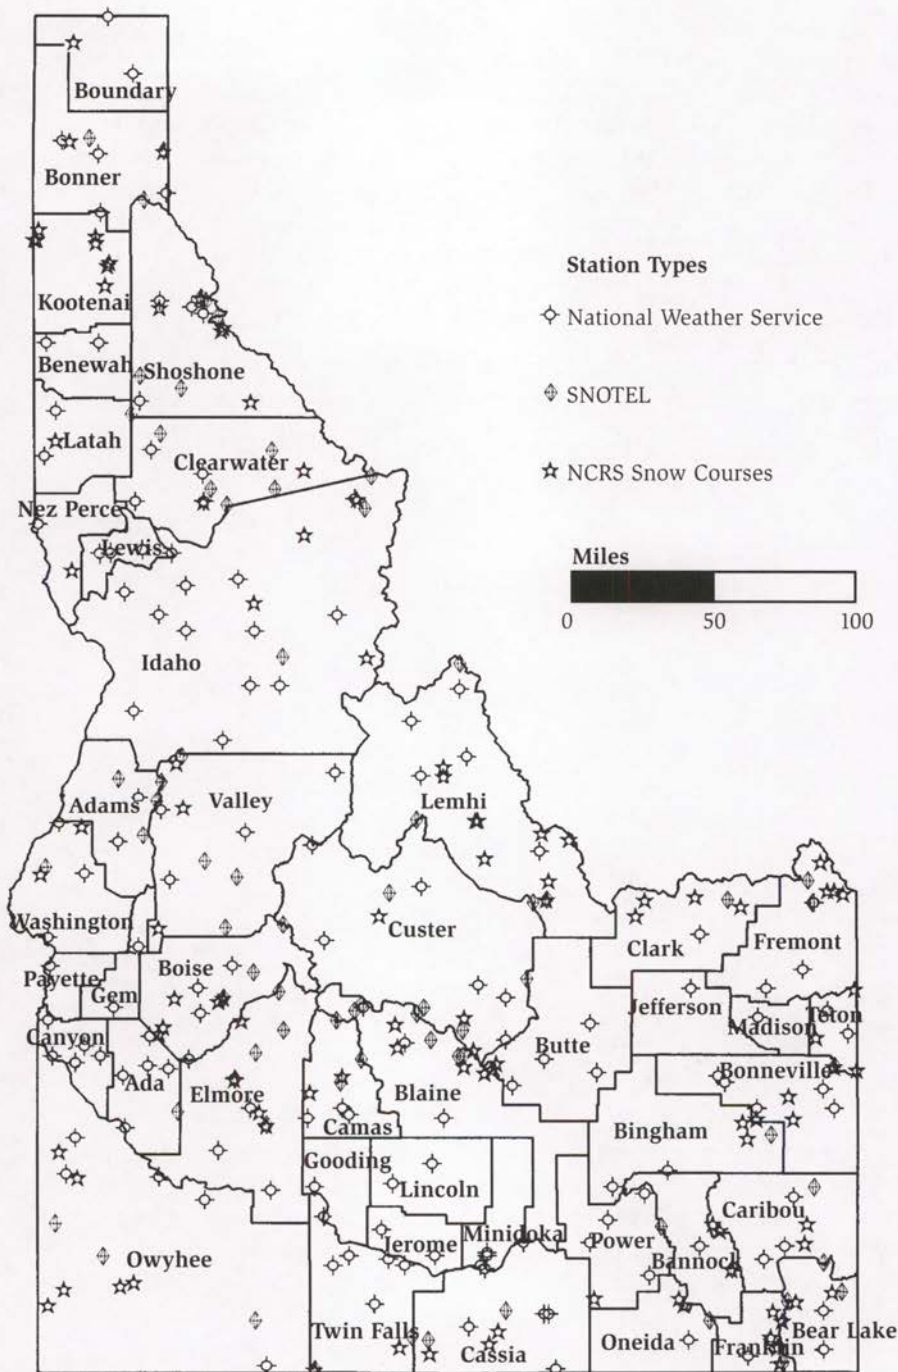 Boundary
Bonner
Station Types
Kootenai
National Weather Service
Benewah
Shoshone
SNOTEL
Latah
Clearwater
NCRS Snow Courses
Nez Perce
Lewis
Miles
0 50 100
Idaho
Adams
Valley
Lemhi
Washington
Custer
Clark
Fremont
Payette
Boise
Gem
Jefferson
Madison
Teton
Canyon
Butte
Ada
Elmore
Blaine
Bonneville
Camas
Bingham
Gooding
Lincoln
Caribou
Owyhee
Jerome
Minidoka
Power
Bannock
Twin Falls
Cassia
Oneida
Franklin
Bear Lake